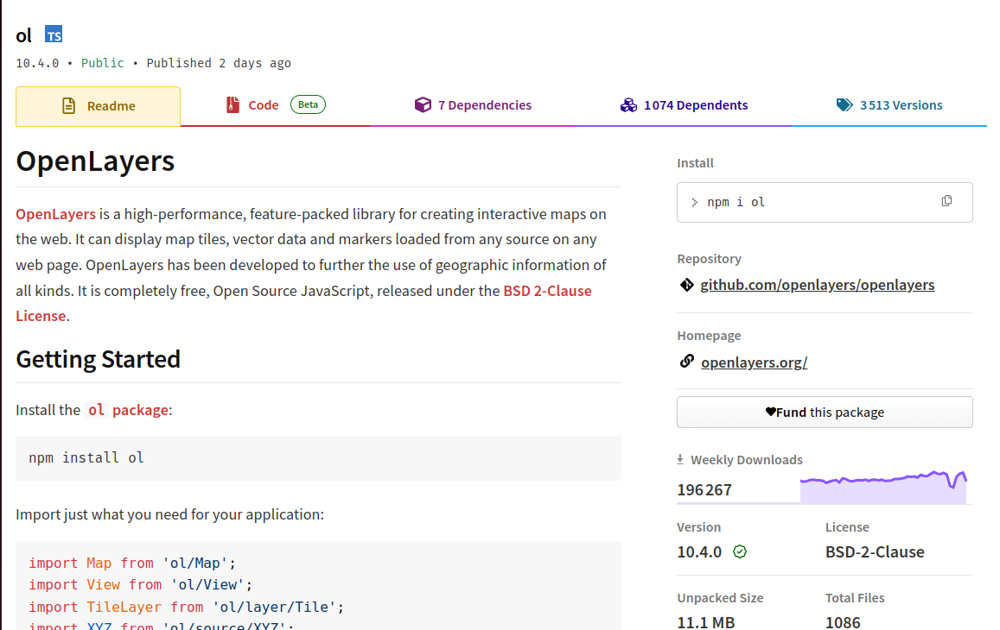 ol TS
10.4.0 • Public • Published 2 days ago
Readme
Code Beta
7 Dependencies
1 074 Dependents
3 513 Versions
OpenLayers
OpenLayers is a high-performance, feature-packed library for creating interactive maps on
the web. It can display map tiles, vector data and markers loaded from any source on any
web page. OpenLayers has been developed to further the use of geographic information of
all kinds. It is completely free, Open Source JavaScript, released under the BSD 2-Clause
License.
Getting Started
Install the ol package:
npm install ol
Import just what you need for your application:
import Map from 'ol/Map';
import View from 'ol/View';
import TileLayer from 'ol/layer/Tile';
import XYZ from 'ol/source/XYZ';
Install
> npm i ol
Repository
github.com/openlayers/openlayers
Homepage
openlayers.org/
Fund this package
Weekly Downloads
196 267
Version
10.4.0
License
BSD-2-Clause
Unpacked Size
11.1 MB
Total Files
1086